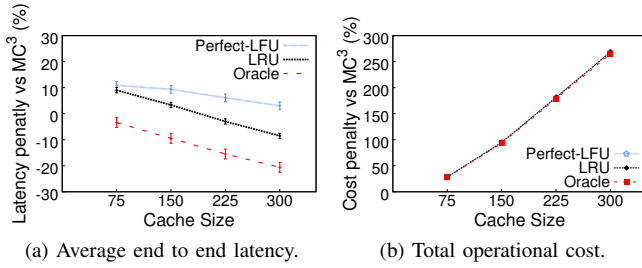 Latency penatly vs MC³ (%)
30
20
10
0
-10
-20
-30
Perfect-LFU
LRU
Oracle
75 150 225 300
Cache Size
(a) Average end to end latency.
Cost penalty vs MC³ (%)
300
250
200
150
100
50
0
Perfect-LFU
LRU
Oracle
75 150 225 300
Cache Size
(b) Total operational cost.